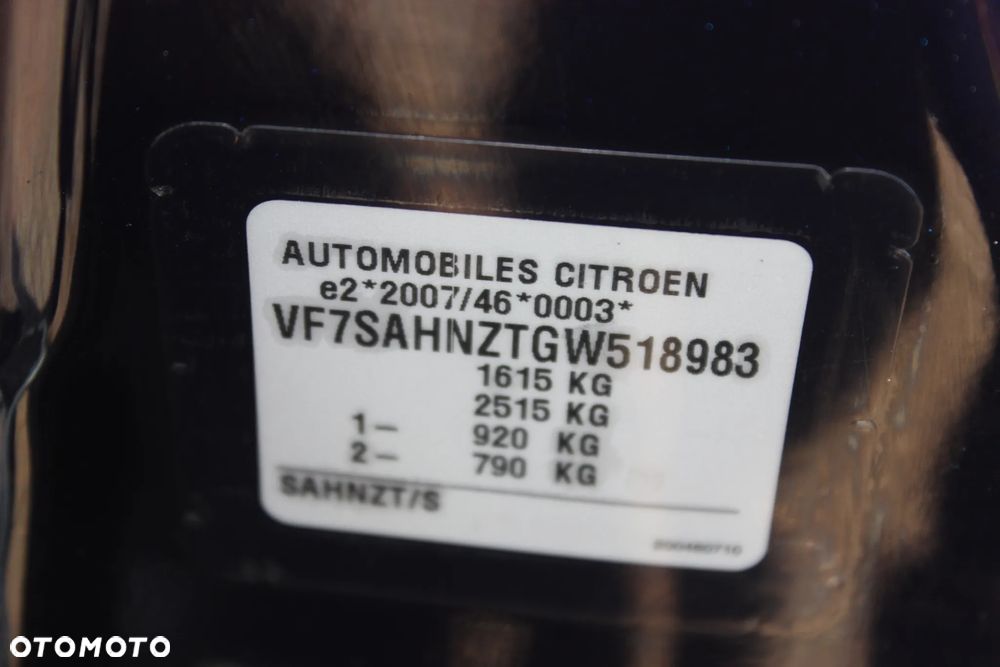 AUTOMOBILES CITROEN
e2*2007/46*0003*
VF7SAHNZTGW518983
1615 KG
2515 KG
1- 920 KG
2- 790 KG
SAHNZT/S
OTOMOTO